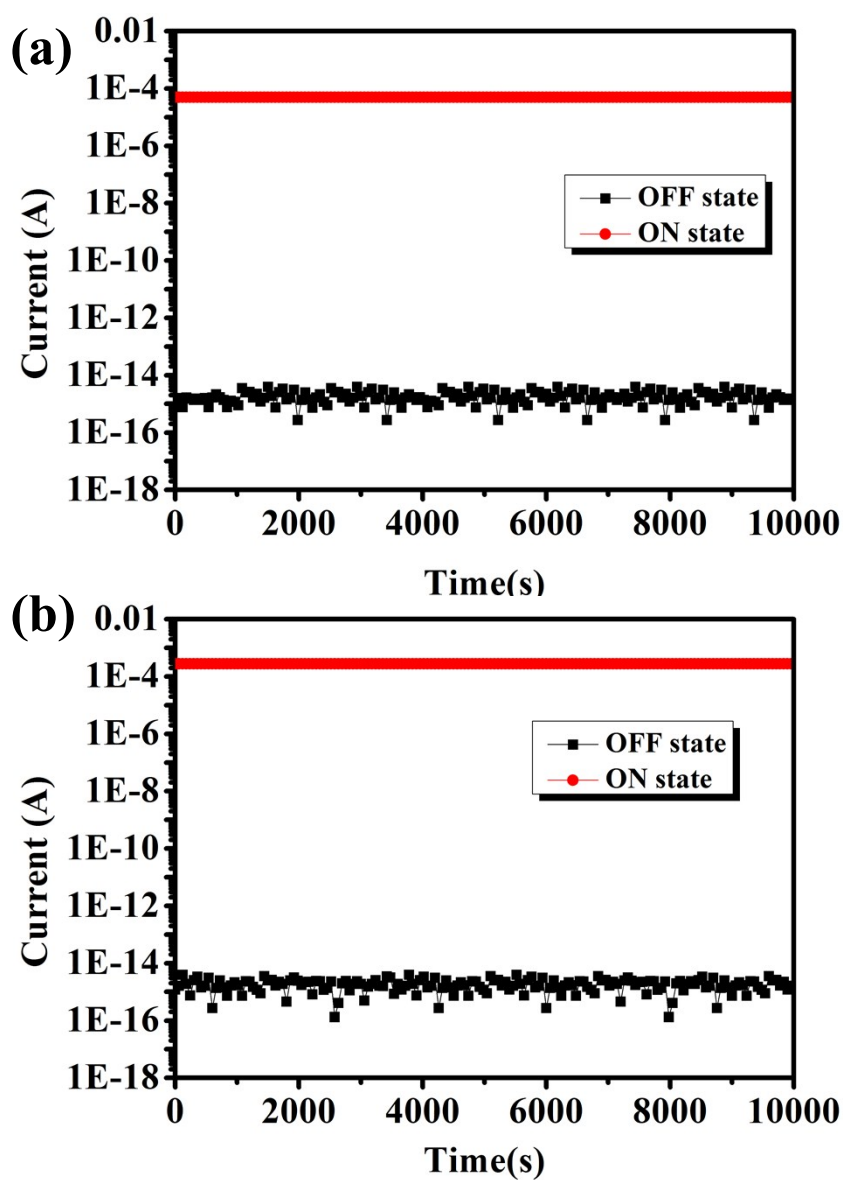 (a)
0.01
1E-4
1E-6
1E-8
1E-10
1E-12
1E-14
1E-16
1E-18
Current (A)
OFF state
ON state
0 2000 4000 6000 8000 10000
Time(s)
(b)
0.01
1E-4
1E-6
1E-8
1E-10
1E-12
1E-14
1E-16
1E-18
Current (A)
OFF state
ON state
0 2000 4000 6000 8000 10000
Time(s)